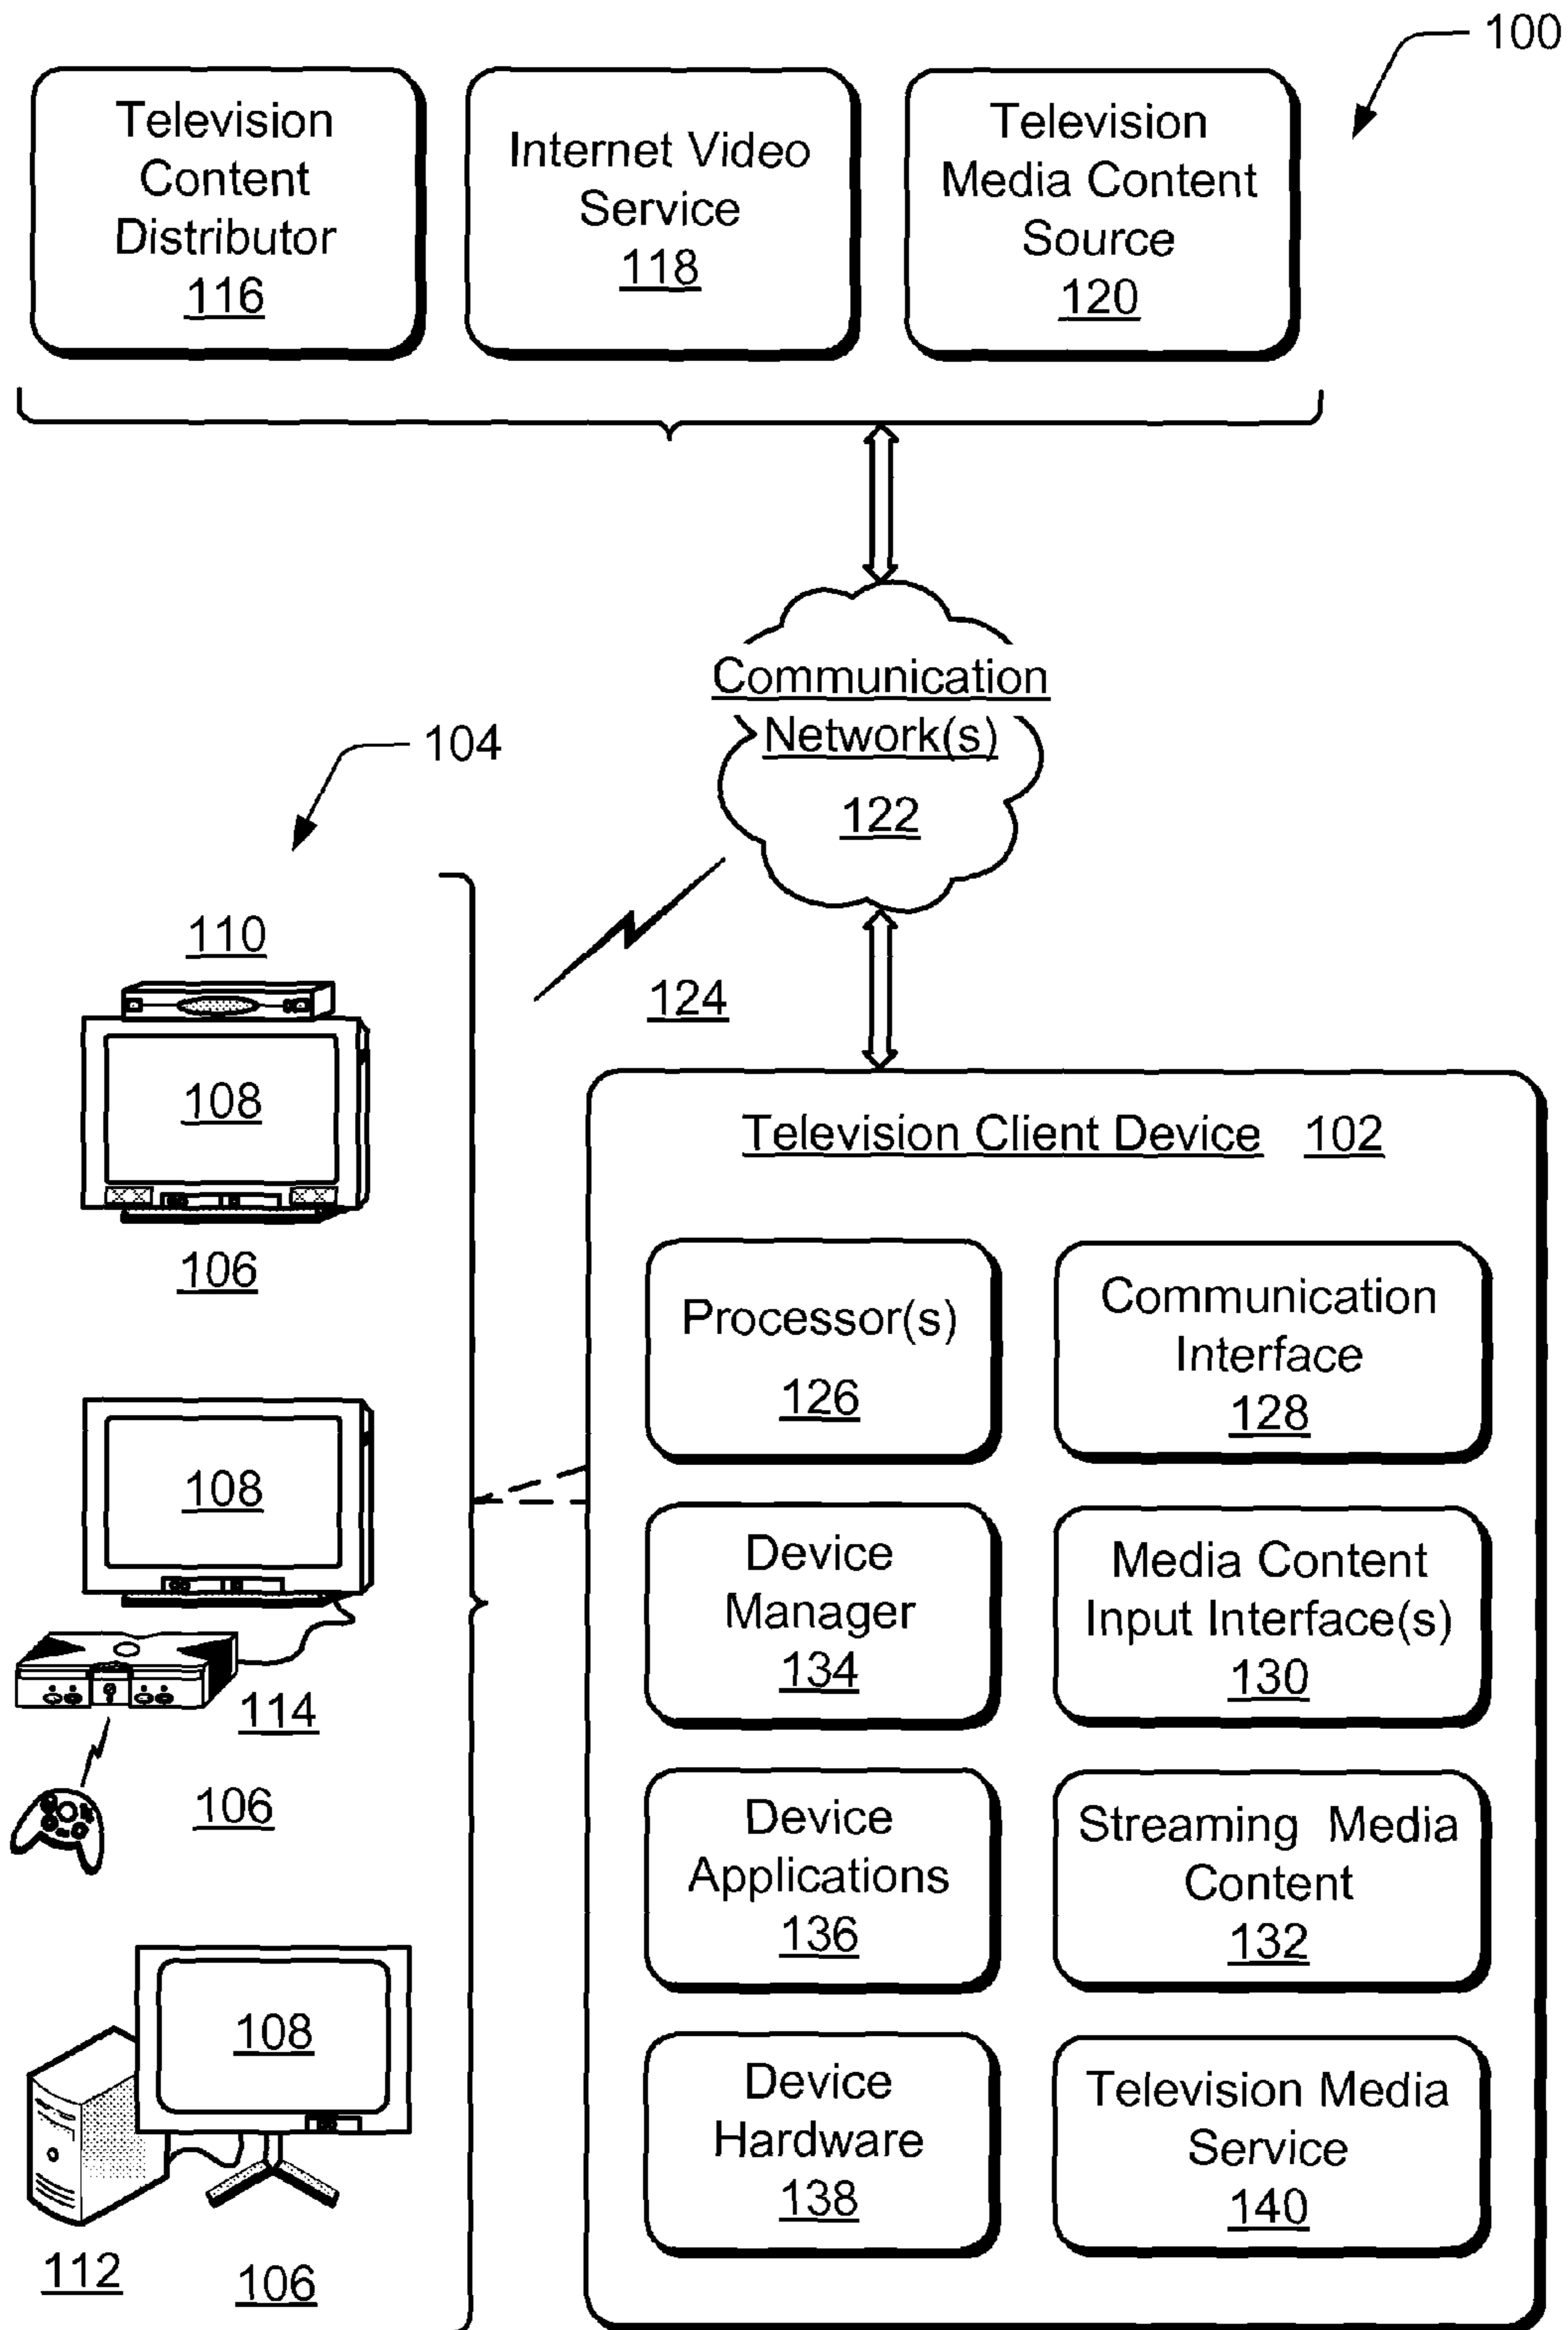 100
Television
Content
Distributor
116
Internet Video
Service
118
Television
Media Content
Source
120
Communication
Network(s)
122
104
124
110
108
106
108
114
106
108
112
106
Television Client Device 102
Processor(s)
126
Communication
Interface
128
Device
Manager
134
Media Content
Input Interface(s)
130
Device
Applications
136
Streaming Media
Content
132
Device
Hardware
138
Television Media
Service
140